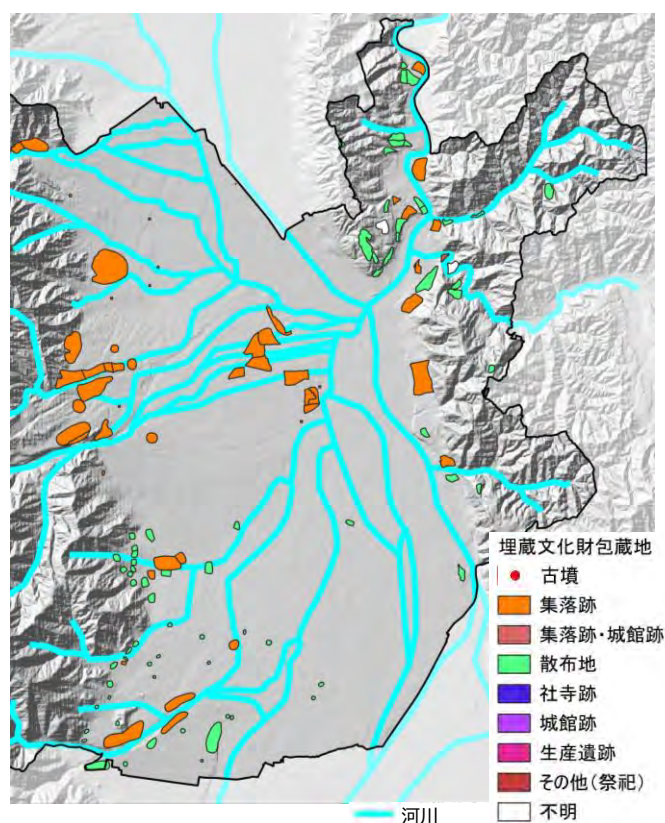 埋蔵文化財包蔵地
古墳
集落跡
集落跡・城館跡
散布地
社寺跡
城館跡
生産遺跡
その他(祭祀)
不明
河川